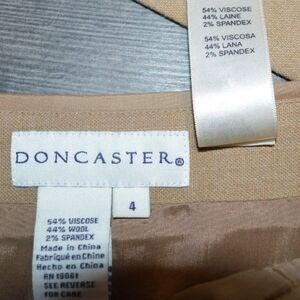 54% VISCOSE
44% LAINE
2% SPANDEX
54% VISCOSA
44% LANA
2% SPANDEX
DONCASTER®
4
54% VISCOSE
44% WOOL
2% SPANDEX
Made in China
Fabriqué en Chine
Hecho en China
RN 19061
SEE REVERSE
FOR CARE